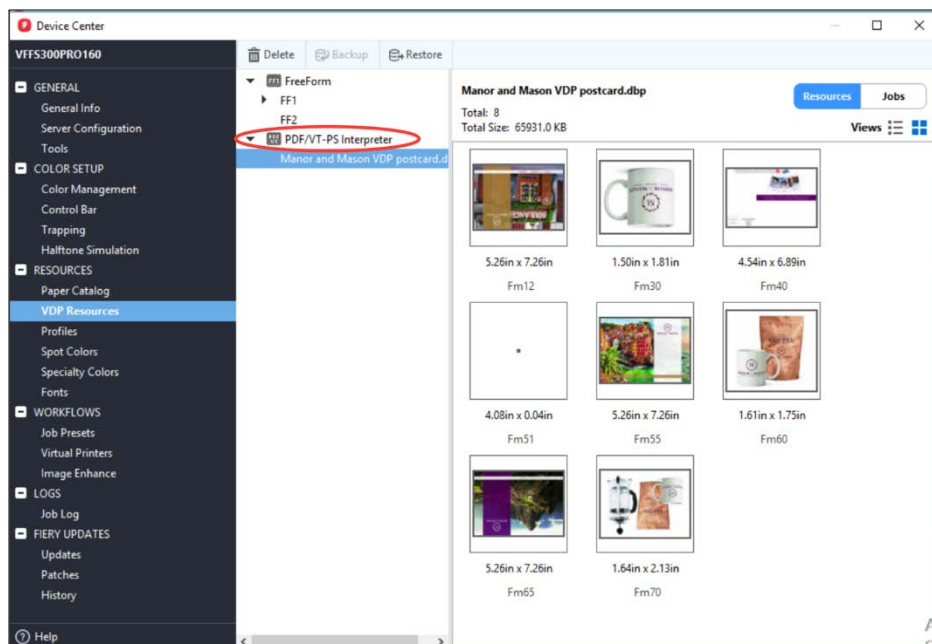 Device Center
VFFS300PRO160
Delete
Backup
Restore
GENERAL
General Info
Server Configuration
Tools
COLOR SETUP
Color Management
Control Bar
Trapping
Halftone Simulation
RESOURCES
Paper Catalog
VDP Resources
Profiles
Spot Colors
Specialty Colors
Fonts
WORKFLOWS
Job Presets
Virtual Printers
Image Enhance
LOGS
Job Log
FIERY UPDATES
Updates
Patches
History
Help
FreeForm
FF1
FF2
PDF/VT-PS Interpreter
Manor and Mason VDP postcard.d
Manor and Mason VDP postcard.dbp
Total: 8
Total Size: 65931.0 KB
Resources
Jobs
Views
5.26in x 7.26in
1.50in x 1.81in
4.54in x 6.89in
Fm12
Fm30
Fm40
4.08in x 0.04in
5.26in x 7.26in
1.61in x 1.75in
Fm51
Fm55
Fm60
5.26in x 7.26in
1.64in x 2.13in
Fm65
Fm70